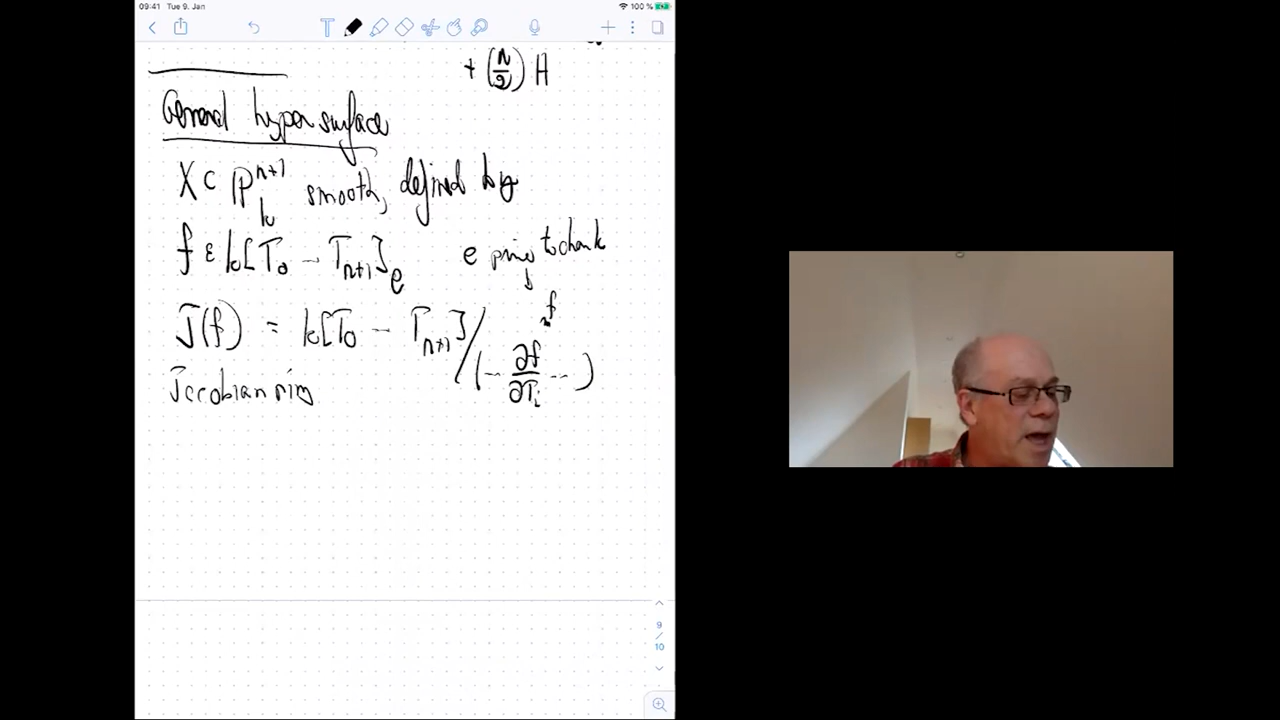 09:41 Tue 9. Jan
100 %
+ (n/2) H
General hypersurface
X ⊂ ℙ^{n+1}_k smooth, defined by
f ∈ k[T_0 -- T_{n+1}]_e e prime to char k
J(f) = k[T_0 -- T_{n+1}] / (-- ∂f/∂T_i --) ∋ f
Jacobian ring
9
/
10